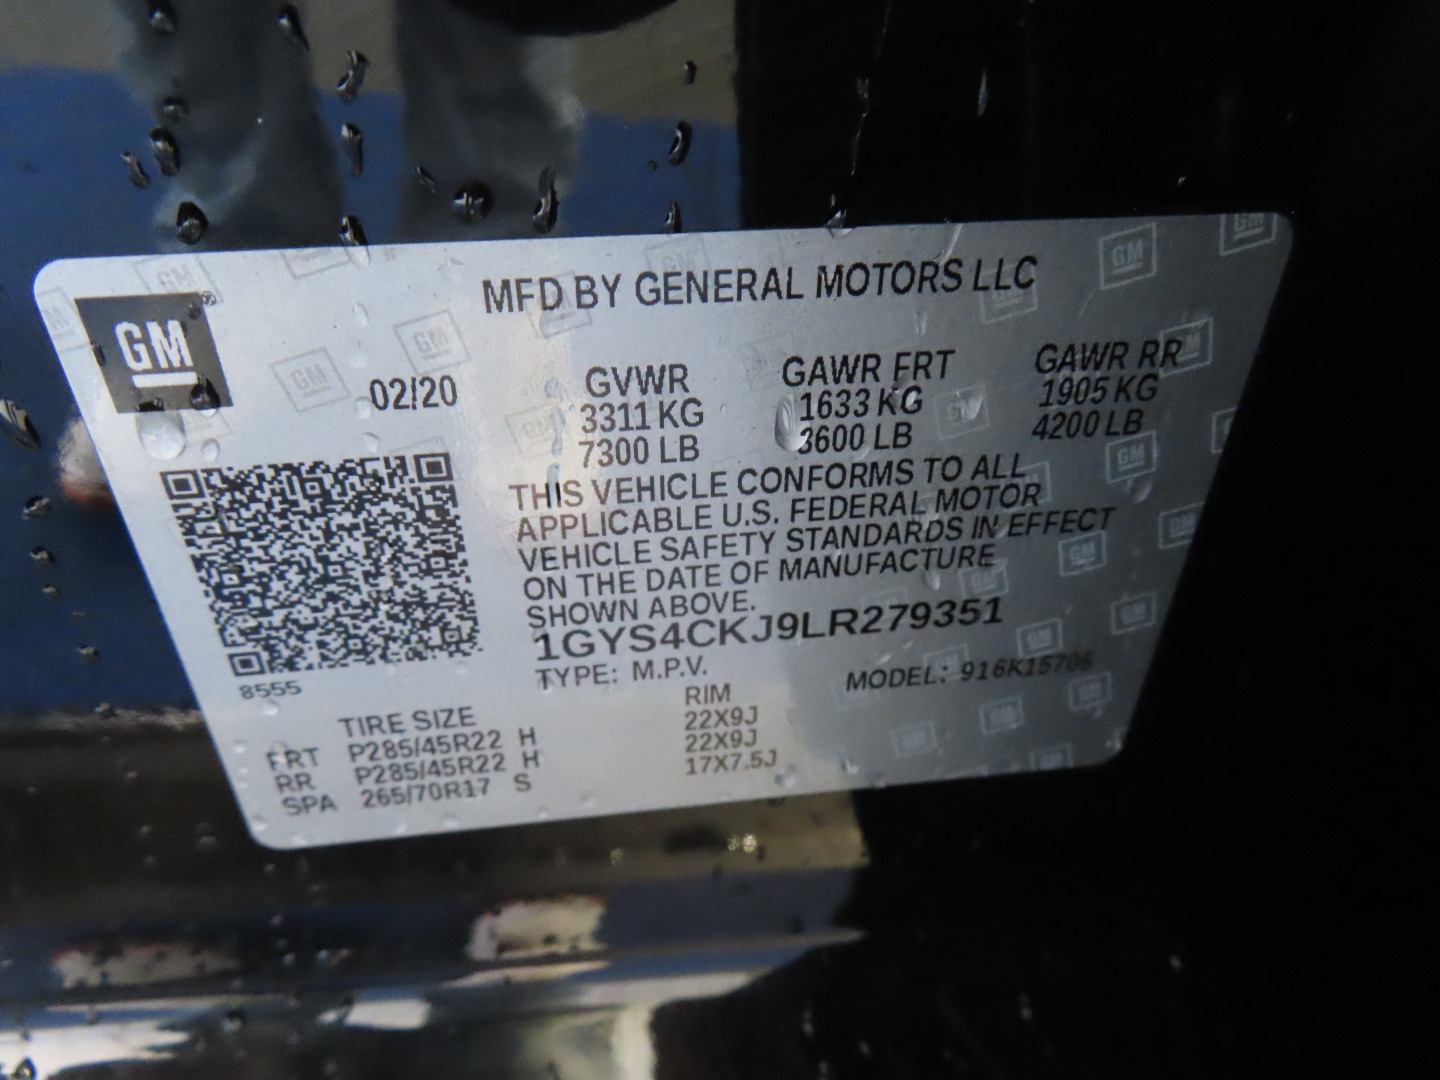 MFD BY GENERAL MOTORS LLC
GM
02/20
GVWR
3311 KG
7300 LB
GAWR FRT
1633 KG
3600 LB
GAWR RR
1905 KG
4200 LB
THIS VEHICLE CONFORMS TO ALL
APPLICABLE U.S. FEDERAL MOTOR
VEHICLE SAFETY STANDARDS IN EFFECT
ON THE DATE OF MANUFACTURE
SHOWN ABOVE.
1GYS4CKJ9LR279351
TYPE: M.P.V.
MODEL: 916K15706
8555
TIRE SIZE RIM
FRT P285/45R22 H 22X9J
RR P285/45R22 H 22X9J
SPA 265/70R17 S 17X7.5J